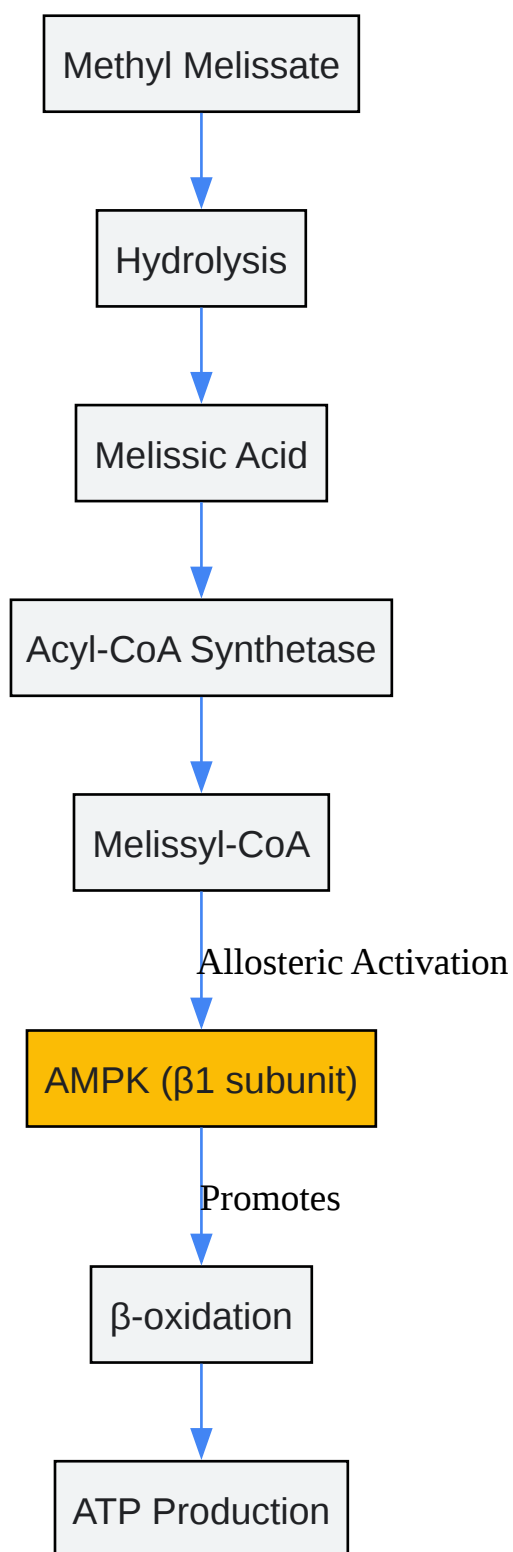 Methyl Melissate
Hydrolysis
Melissic Acid
Acyl-CoA Synthetase
Melissyl-CoA
Allosteric Activation
AMPK (β1 subunit)
Promotes
β-oxidation
ATP Production